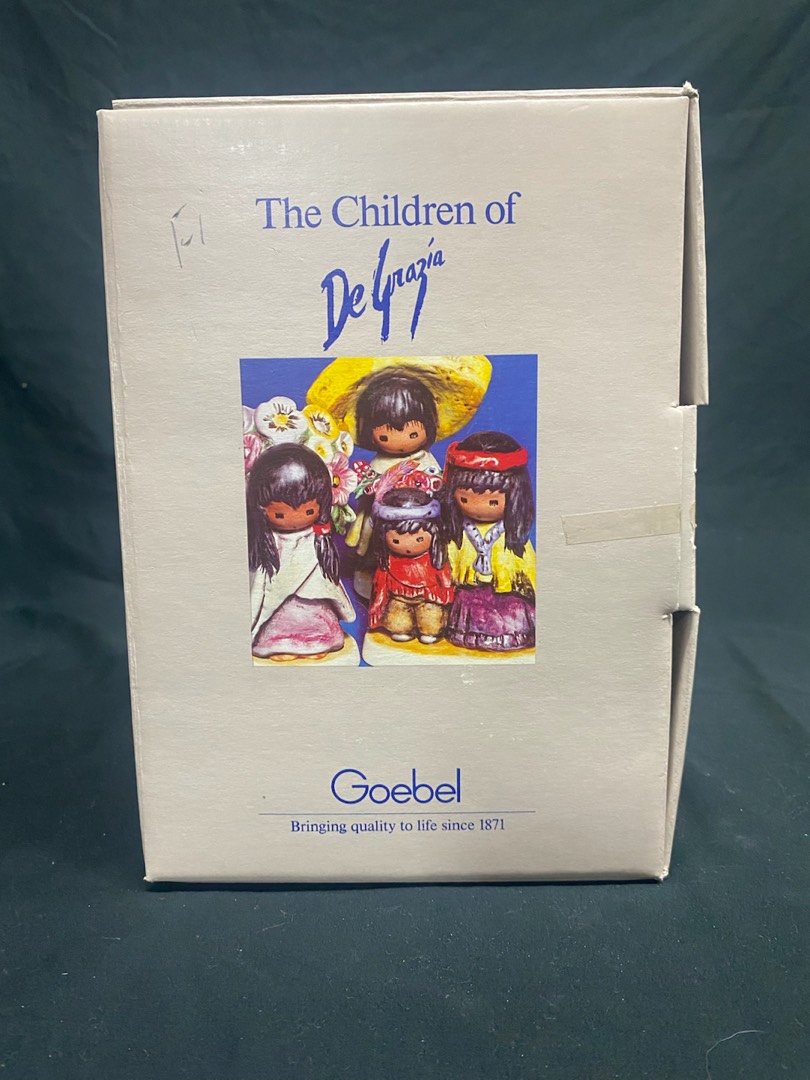 The Children of
De Grazia
Goebel
Bringing quality to life since 1871